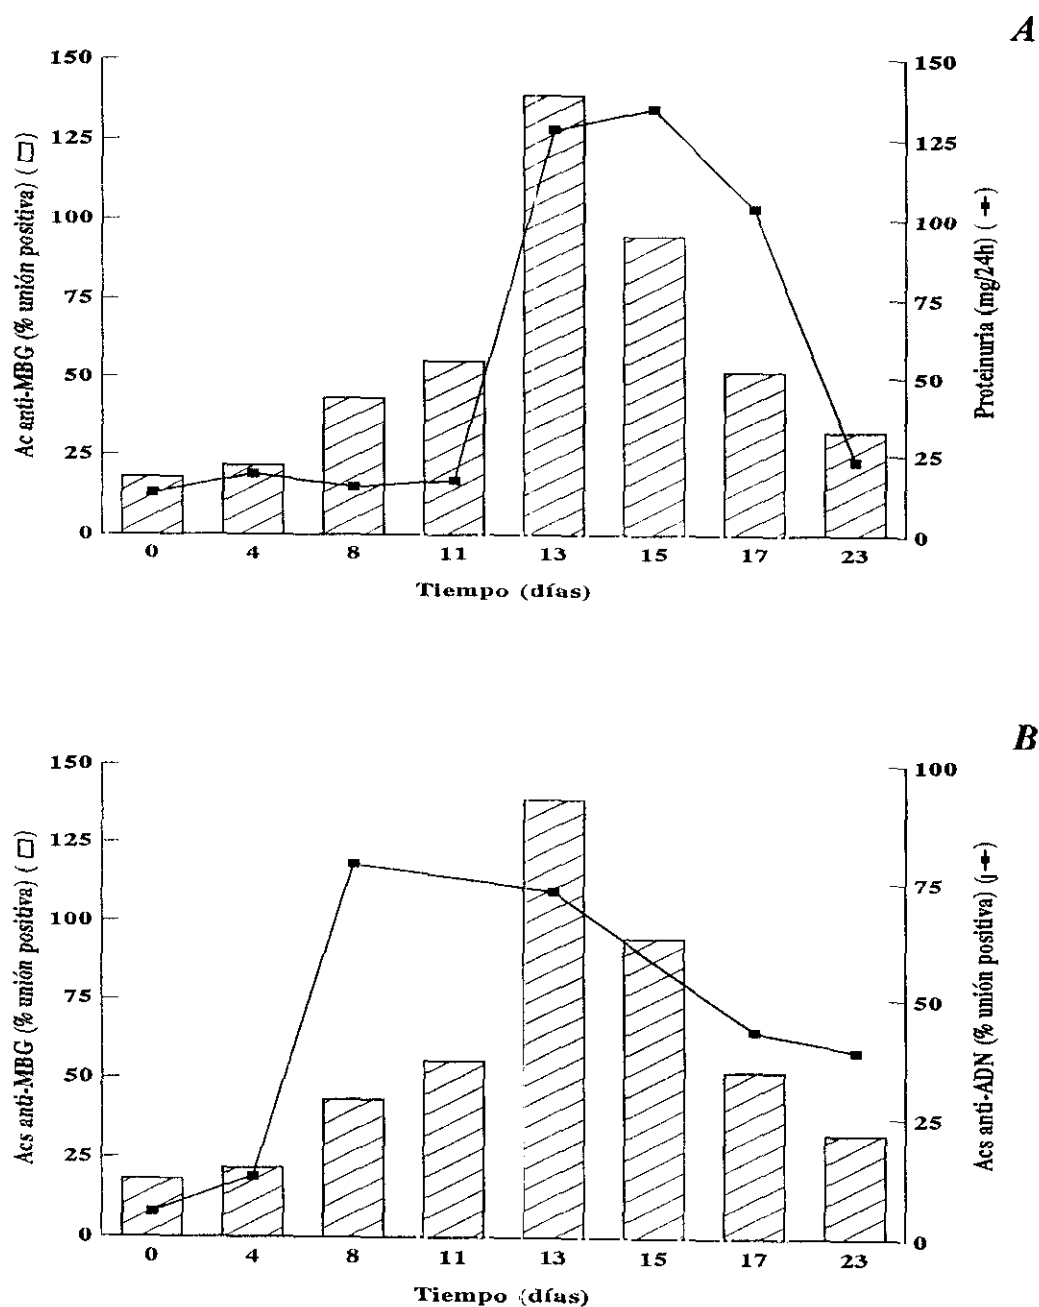 A
150
125
100
75
50
25
0
Ac anti-MBG (% unión positiva) ( )
150
125
100
75
50
25
0
Proteinuria (mg/24h) ( )
0 4 8 11 13 15 17 23
Tiempo (días)
B
150
125
100
75
50
25
0
Acs anti-MBG (% unión positiva) ( )
100
75
50
25
0
Acs anti-ADN (% unión positiva) ( )
0 4 8 11 13 15 17 23
Tiempo (días)